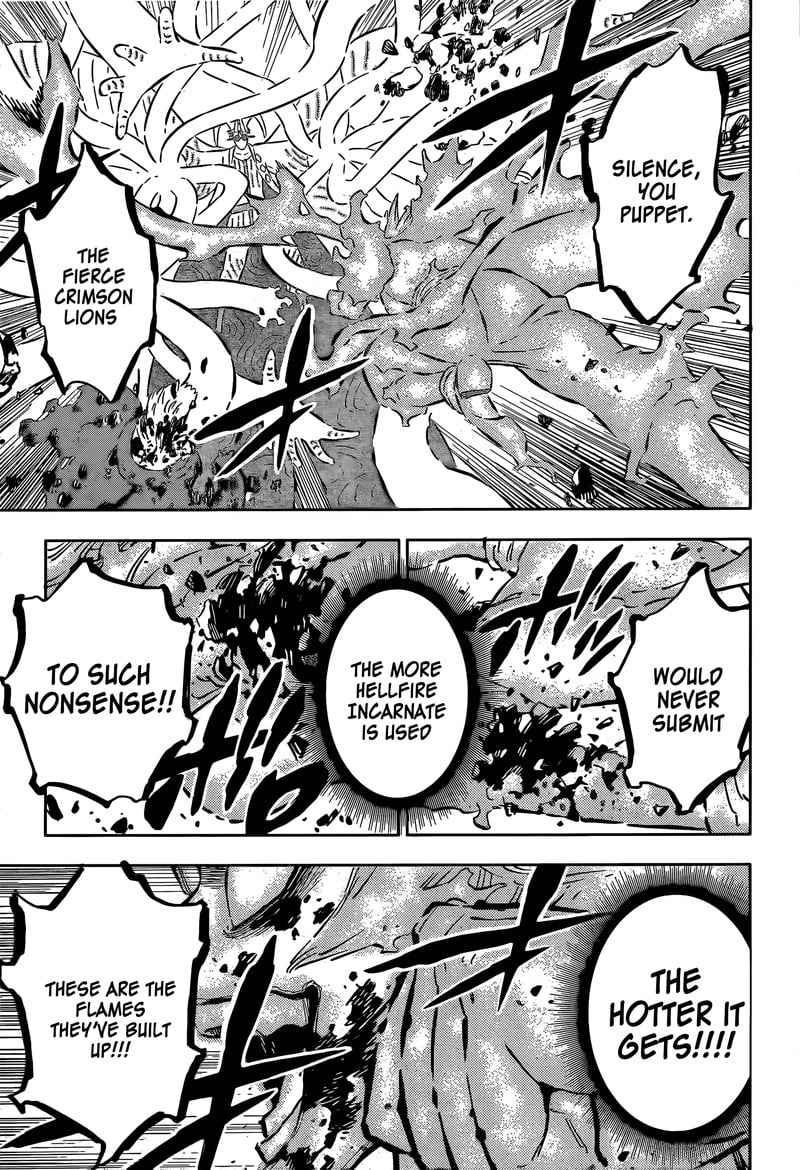 SILENCE,
YOU
PUPPET.
THE
FIERCE
CRIMSON
LIONS
WOULD
NEVER
SUBMIT
THE MORE
HELLFIRE
INCARNATE
IS USED
TO SUCH
NONSENSE!!
THE
HOTTER IT
GETS!!!!
THESE ARE THE
FLAMES
THEY'VE BUILT
UP!!!